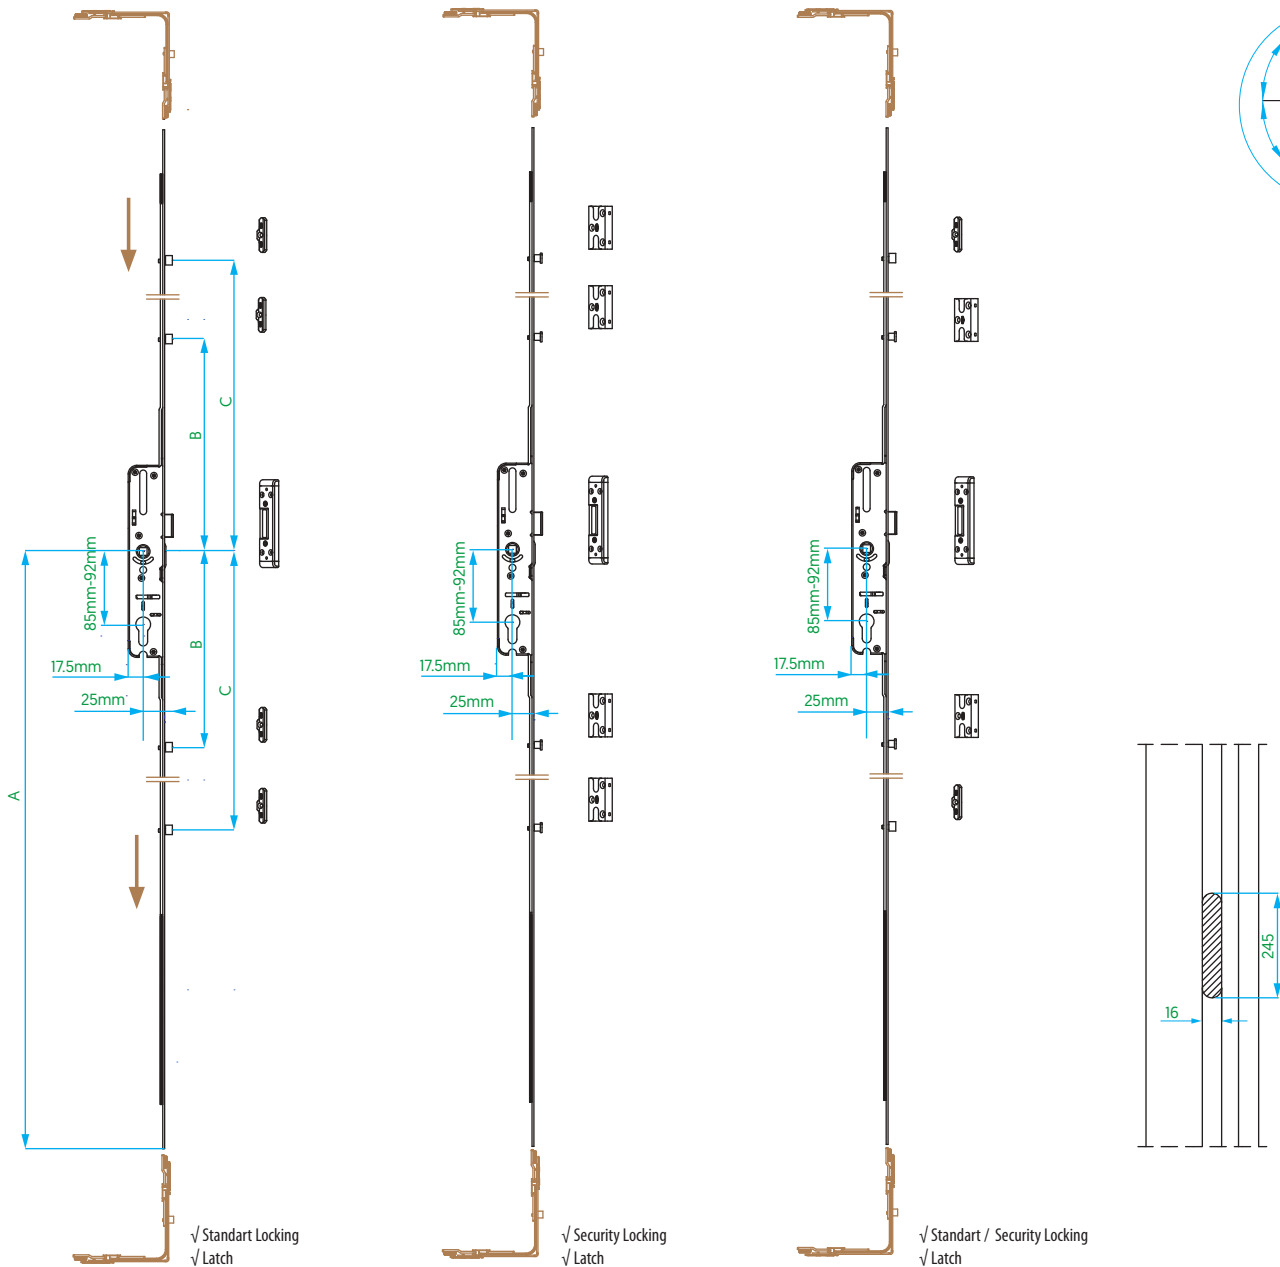 C
B
85mm-92mm
17.5mm
25mm
B
C
A
85mm-92mm
17.5mm
25mm
85mm-92mm
17.5mm
25mm
245
16
√ Standart Locking
√ Latch
√ Security Locking
√ Latch
√ Standart / Security Locking
√ Latch